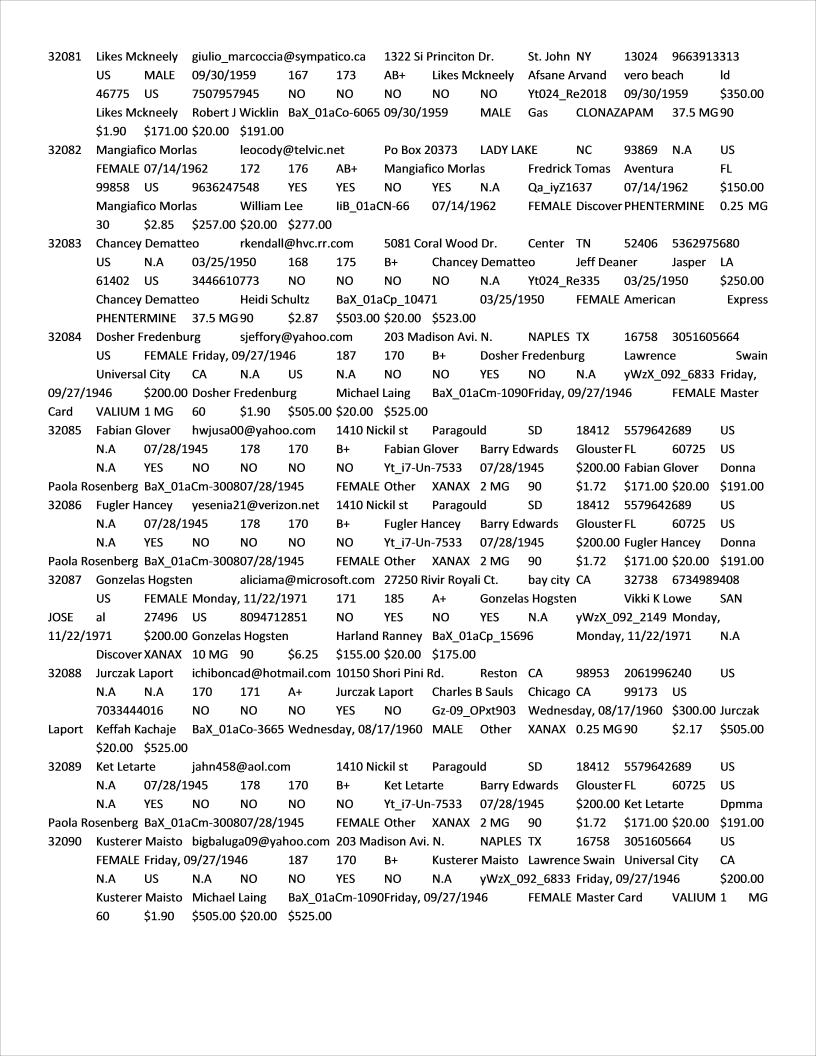 32081 Likes Mckneely giulio_marcoccia@sympatico.ca 1322 Si Princiton Dr. St. John NY 13024 9663913313
US MALE 09/30/1959 167 173 AB+ Likes Mckneely Afsane Arvand vero beach ld
46775 US 7507957945 NO NO NO NO NO Yt024_Re2018 09/30/1959 $350.00
Likes Mckneely Robert J Wicklin BaX_01aCo-6065 09/30/1959 MALE Gas CLONAZAPAM 37.5 MG 90
$1.90 $171.00 $20.00 $191.00
32082 Mangiafico Morlas leocody@telvic.net Po Box 20373 LADY LAKE NC 93869 N.A US
FEMALE 07/14/1962 172 176 AB+ Mangiafico Morlas Fredrick Tomas Aventura FL
99858 US 9636247548 YES YES NO YES N.A Qa_iyZ1637 07/14/1962 $150.00
Mangiafico Morlas William Lee IiB_01aCN-66 07/14/1962 FEMALE Discover PHENTERMINE 0.25 MG
30 $2.85 $257.00 $20.00 $277.00
32083 Chancey Dematteo rkendall@hvc.rr.com 5081 Coral Wood Dr. Center TN 52406 5362975680
US N.A 03/25/1950 168 175 B+ Chancey Dematteo Jeff Deaner Jasper LA
61402 US 3446610773 NO NO NO NO N.A Yt024_Re335 03/25/1950 $250.00
Chancey Dematteo Heidi Schultz BaX_01aCp_10471 03/25/1950 FEMALE American Express
PHENTERMINE 37.5 MG 90 $2.87 $503.00 $20.00 $523.00
32084 Dosher Fredenburg sjeffory@yahoo.com 203 Madison Avi. N. NAPLES TX 16758 3051605664
US FEMALE Friday, 09/27/1946 187 170 B+ Dosher Fredenburg Lawrence Swain
Universal City CA N.A US N.A NO NO YES NO N.A yWzX_092_6833 Friday,
09/27/1946 $200.00 Dosher Fredenburg Michael Laing BaX_01aCm-1090Friday, 09/27/1946 FEMALE Master
Card VALIUM 1 MG 60 $1.90 $505.00 $20.00 $525.00
32085 Fabian Glover hwjusa00@yahoo.com 1410 Nickil st Paragould SD 18412 5579642689 US
N.A 07/28/1945 178 170 B+ Fabian Glover Barry Edwards Glouster FL 60725 US
N.A YES NO NO NO NO Yt_i7-Un-7533 07/28/1945 $200.00 Fabian Glover Donna
Paola Rosenberg BaX_01aCm-300807/28/1945 FEMALE Other XANAX 2 MG 90 $1.72 $171.00 $20.00 $191.00
32086 Fugler Hancey yesenia21@verizon.net 1410 Nickil st Paragould SD 18412 5579642689 US
N.A 07/28/1945 178 170 B+ Fugler Hancey Barry Edwards Glouster FL 60725 US
N.A YES NO NO NO NO Yt_i7-Un-7533 07/28/1945 $200.00 Fugler Hancey Donna
Paola Rosenberg BaX_01aCm-300807/28/1945 FEMALE Other XANAX 2 MG 90 $1.72 $171.00 $20.00 $191.00
32087 Gonzelas Hogsten aliciama@microsoft.com 27250 Rivir Royali Ct. bay city CA 32738 6734989408
US FEMALE Monday, 11/22/1971 171 185 A+ Gonzelas Hogsten Vikki K Lowe SAN
JOSE al 27496 US 8094712851 NO YES NO YES N.A yWzX_092_2149 Monday,
11/22/1971 $200.00 Gonzelas Hogsten Harland Ranney BaX_01aCp_15696 Monday, 11/22/1971 N.A
Discover XANAX 10 MG 90 $6.25 $155.00 $20.00 $175.00
32088 Jurczak Laport ichiboncad@hotmail.com 10150 Shori Pini Rd. Reston CA 98953 2061996240 US
N.A N.A 170 171 A+ Jurczak Laport Charles B Sauls Chicago CA 99173 US
7033444016 NO NO NO YES NO Gz-09_OPxt903 Wednesday, 08/17/1960 $300.00 Jurczak
Laport Keffah Kachaje BaX_01aCo-3665 Wednesday, 08/17/1960 MALE Other XANAX 0.25 MG 90 $2.17 $505.00
$20.00 $525.00
32089 Ket Letarte jahn458@aol.com 1410 Nickil st Paragould SD 18412 5579642689 US
N.A 07/28/1945 178 170 B+ Ket Letarte Barry Edwards Glouster FL 60725 US
N.A YES NO NO NO NO Yt_i7-Un-7533 07/28/1945 $200.00 Ket Letarte Dpmma
Paola Rosenberg BaX_01aCm-300807/28/1945 FEMALE Other XANAX 2 MG 90 $1.72 $171.00 $20.00 $191.00
32090 Kusterer Maisto bigbaluga09@yahoo.com 203 Madison Avi. N. NAPLES TX 16758 3051605664 US
FEMALE Friday, 09/27/1946 187 170 B+ Kusterer Maisto Lawrence Swain Universal City CA
N.A US N.A NO NO YES NO N.A yWzX_092_6833 Friday, 09/27/1946 $200.00
Kusterer Maisto Michael Laing BaX_01aCm-1090Friday, 09/27/1946 FEMALE Master Card VALIUM 1 MG
60 $1.90 $505.00 $20.00 $525.00